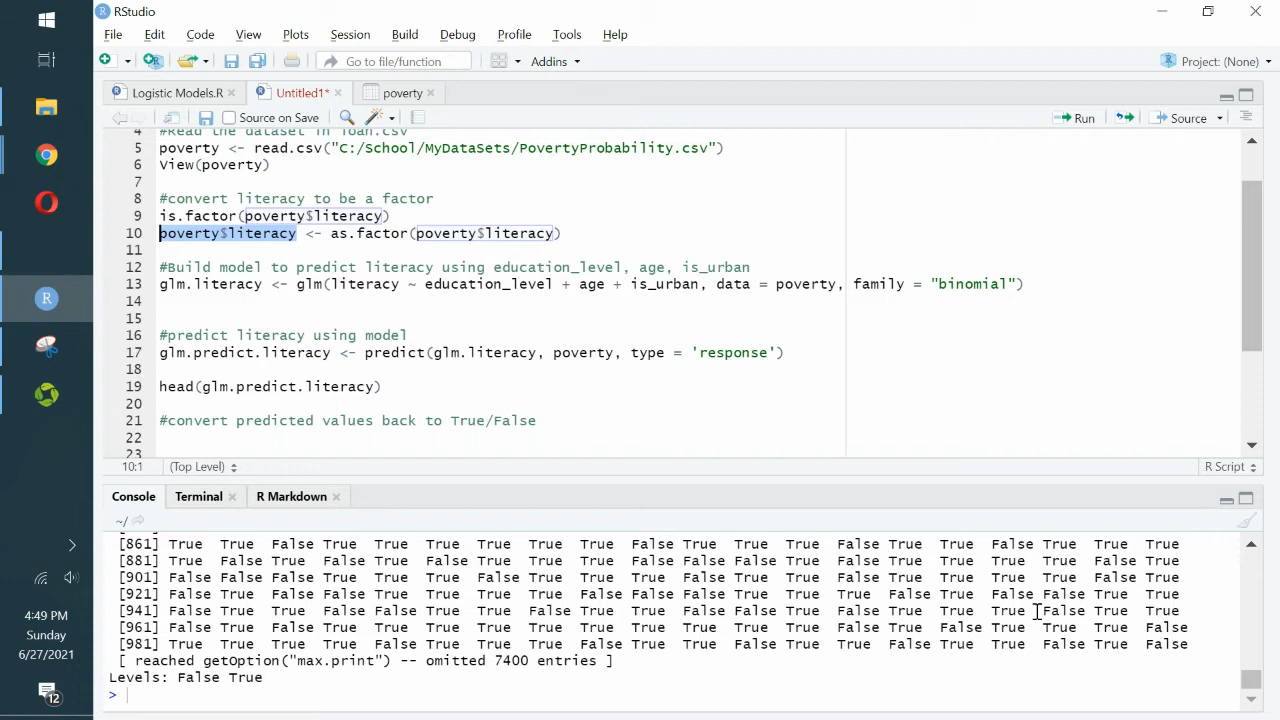 RStudio
File Edit Code View Plots Session Build Debug Profile Tools Help
Go to file/function Addins Project: (None)
Logistic Models.R Untitled1* poverty
Source on Save Run Source
4 #Read the dataset in loan.csv
5 poverty <- read.csv("C:/School/MyDataSets/PovertyProbability.csv")
6 View(poverty)
7
8 #convert literacy to be a factor
9 is.factor(poverty$literacy)
10 poverty$literacy <- as.factor(poverty$literacy)
11
12 #Build model to predict literacy using education_level, age, is_urban
13 glm.literacy <- glm(literacy ~ education_level + age + is_urban, data = poverty, family = "binomial")
14
15
16 #predict literacy using model
17 glm.predict.literacy <- predict(glm.literacy, poverty, type = 'response')
18
19 head(glm.predict.literacy)
20
21 #convert predicted values back to True/False
22
23
10:1 (Top Level) R Script
Console Terminal R Markdown
~/
[861] True True False True True True True True True False True True True False True True False True True True
[881] True False True False False True True True False True False False True False True True True True False True
[901] False False False True True True False True True True True True True False True True True True False True
[921] False False True True True True True True False False False False True True True True False False True True
[941] False True True False False True True False True True False False True False True True True False True True
[961] False True True True True True True True True True True True True False True False True True True False
[981] True True True True False True True True False True True True True True False True True False True False
[ reached getOption("max.print") -- omitted 7400 entries ]
Levels: False True
>
4:49 PM
Sunday
6/27/2021
12